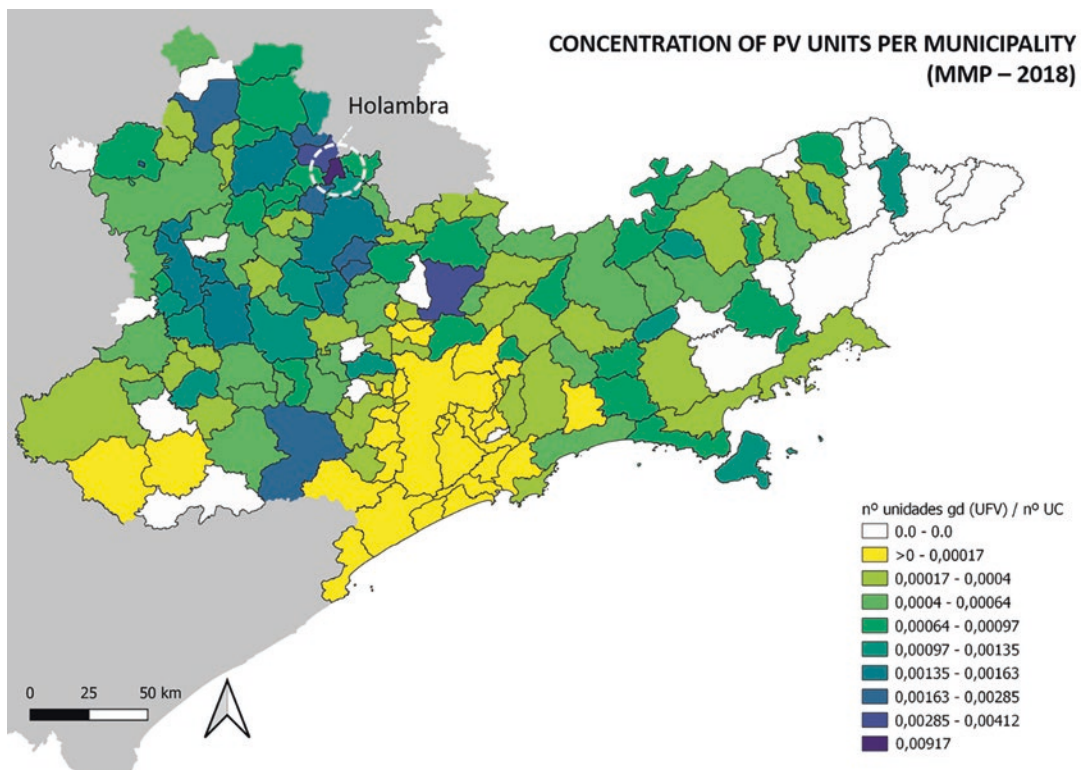 CONCENTRATION OF PV UNITS PER MUNICIPALITY
(MMP – 2018)
Holambra
nº unidades gd (UFV) / nº UC
0.0 - 0.0
>0 - 0,00017
0,00017 - 0,0004
0,0004 - 0,00064
0,00064 - 0,00097
0,00097 - 0,00135
0,00135 - 0,00163
0,00163 - 0,00285
0,00285 - 0,00412
0,00917
0 25 50 km